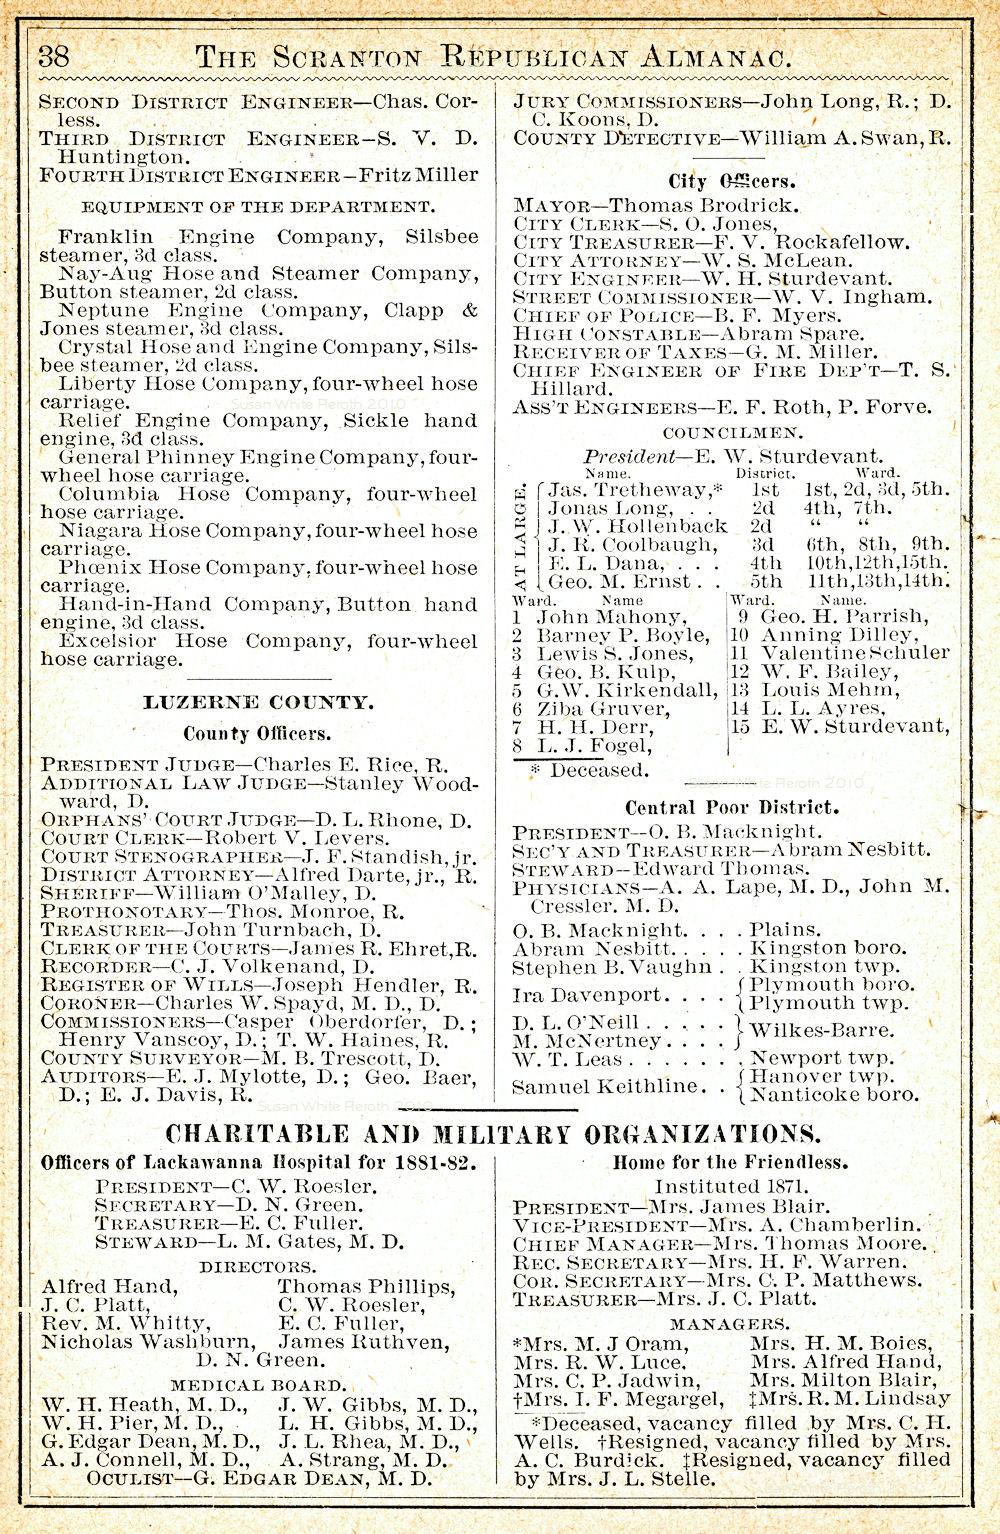 38 THE SCRANTON REPUBLICAN ALMANAC.
SECOND DISTRICT ENGINEER—Chas. Cor-
less.
THIRD DISTRICT ENGINEER—S. V. D.
Huntington.
FOURTH DISTRICT ENGINEER—Fritz Miller
EQUIPMENT OF THE DEPARTMENT.
Franklin Engine Company, Silsbee
steamer, 3d class.
Nay-Aug Hose and Steamer Company,
Button steamer, 2d class.
Neptune Engine Company, Clapp &
Jones steamer, 3d class.
Crystal Hose and Engine Company, Sils-
bee steamer, 2d class.
Liberty Hose Company, four-wheel hose
carriage.
Susan White Reroth 2010
Relief Engine Company, Sickle hand
engine, 3d class.
General Phinney Engine Company, four-
wheel hose carriage.
Columbia Hose Company, four-wheel
hose carriage.
Niagara Hose Company, four-wheel hose
carriage.
Phœnix Hose Company, four-wheel hose
carriage.
Hand-in-Hand Company, Button hand
engine, 3d class.
Excelsior Hose Company, four-wheel
hose carriage.
LUZERNE COUNTY.
County Officers.
PRESIDENT JUDGE—Charles E. Rice, R.
ADDITIONAL LAW JUDGE—Stanley Wood-
ward, D.
ORPHANS' COURT JUDGE—D. L. Rhone, D.
COURT CLERK—Robert V. Levers.
COURT STENOGRAPHER—J. F. Standish, jr.
DISTRICT ATTORNEY—Alfred Darte, jr., R.
SHERIFF—William O'Malley, D.
PROTHONOTARY—Thos. Monroe, R.
TREASURER—John Turnbach, D.
CLERK OF THE COURTS—James R. Ehret, R.
RECORDER—C. J. Volkenand, D.
REGISTER OF WILLS—Joseph Hendler, R.
CORONER—Charles W. Spayd, M. D., D.
COMMISSIONERS—Casper Oberdorfer, D.;
Henry Vanscoy, D.; T. W. Haines, R.
COUNTY SURVEYOR—M. B. Trescott, D.
AUDITORS—E. J. Mylotte, D.; Geo. Baer,
D.; E. J. Davis, R.
Susan White Reroth 2010
JURY COMMISSIONERS—John Long, R.; D.
C. Koons, D.
COUNTY DETECTIVE—William A. Swan, R.
City Officers.
MAYOR—Thomas Brodrick.
CITY CLERK—S. O. Jones,
CITY TREASURER—F. V. Rockafellow.
CITY ATTORNEY—W. S. McLean.
CITY ENGINEER—W. H. Sturdevant.
STREET COMMISSIONER—W. V. Ingham.
CHIEF OF POLICE—B. F. Myers.
HIGH CONSTABLE—Abram Spare.
RECEIVER OF TAXES—G. M. Miller.
CHIEF ENGINEER OF FIRE DEP'T—T. S.
Hillard.
ASS'T ENGINEERS—E. F. Roth, P. Forve.
COUNCILMEN.
President—E. W. Sturdevant.
Name. District. Ward.
AT LARGE.
Jas. Tretheway,* 1st 1st, 2d, 3d, 5th.
Jonas Long, . . 2d 4th, 7th.
J. W. Hollenback 2d “ “
J. R. Coolbaugh, 3d 6th, 8th, 9th.
E. L. Dana, . . . 4th 10th,12th,15th.
Geo. M. Ernst . . 5th 11th,13th,14th.
Ward. Name Ward. Name.
1 John Mahony, 9 Geo. H. Parrish,
2 Barney P. Boyle, 10 Anning Dilley,
3 Lewis S. Jones, 11 Valentine Schuler
4 Geo. B. Kulp, 12 W. F. Bailey,
5 G.W. Kirkendall, 13 Louis Mehm,
6 Ziba Gruver, 14 L. L. Ayres,
7 H. H. Derr, 15 E. W. Sturdevant,
8 L. J. Fogel,
* Deceased.
Susan White Reroth 2010
Central Poor District.
PRESIDENT--O. B. Macknight.
SEC'Y AND TREASURER—Abram Nesbitt.
STEWARD--Edward Thomas.
PHYSICIANS—A. A. Lape, M. D., John M.
Cressler. M. D.
O. B. Macknight. . . . Plains.
Abram Nesbitt. . . . . Kingston boro.
Stephen B. Vaughn . . Kingston twp.
Ira Davenport. . . . Plymouth boro.
Plymouth twp.
D. L. O'Neill . . . . .
M. McNertney. . . . Wilkes-Barre.
W. T. Leas . . . . . . . Newport twp.
Samuel Keithline. . Hanover twp.
Nanticoke boro.
CHARITABLE AND MILITARY ORGANIZATIONS.
Officers of Lackawanna Hospital for 1881-82.
PRESIDENT—C. W. Roesler.
SECRETARY—D. N. Green.
TREASURER—E. C. Fuller.
STEWARD—L. M. Gates, M. D.
DIRECTORS.
Alfred Hand, Thomas Phillips,
J. C. Platt, C. W. Roesler,
Rev. M. Whitty, E. C. Fuller,
Nicholas Washburn, James Ruthven,
D. N. Green.
MEDICAL BOARD.
W. H. Heath, M. D., J. W. Gibbs, M. D.,
W. H. Pier, M. D., L. H. Gibbs, M. D.,
G. Edgar Dean, M. D., J. L. Rhea, M. D.,
A. J. Connell, M. D., A. Strang, M. D.
OCULIST—G. EDGAR DEAN, M. D.
Home for the Friendless.
Instituted 1871.
PRESIDENT—Mrs. James Blair.
VICE-PRESIDENT—Mrs. A. Chamberlin.
CHIEF MANAGER—Mrs. Thomas Moore.
REC. SECRETARY—Mrs. H. F. Warren.
COR. SECRETARY—Mrs. C. P. Matthews.
TREASURER—Mrs. J. C. Platt.
MANAGERS.
*Mrs. M. J Oram, Mrs. H. M. Boies,
Mrs. R. W. Luce, Mrs. Alfred Hand,
Mrs. C. P. Jadwin, Mrs. Milton Blair,
†Mrs. I. F. Megargel, ‡Mrs. R. M. Lindsay
*Deceased, vacancy filled by Mrs. C. H.
Wells. †Resigned, vacancy filled by Mrs.
A. C. Burdick. ‡Resigned, vacancy filled
by Mrs. J. L. Stelle.